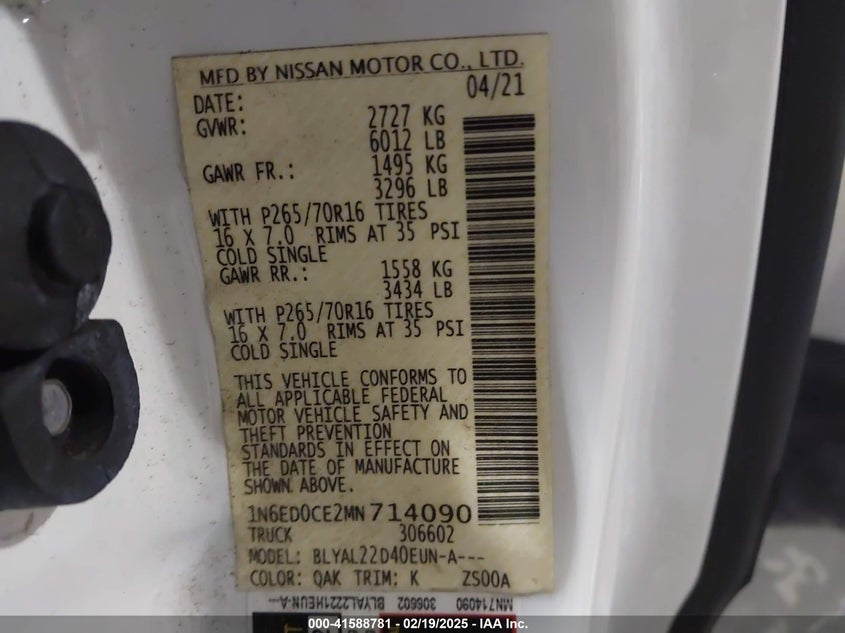 MFD BY NISSAN MOTOR CO., LTD.
DATE: 04/21
GVWR: 2727 KG
6012 LB
GAWR FR.: 1495 KG
3296 LB
WITH P265/70R16 TIRES
16 X 7.0 RIMS AT 35 PSI
COLD SINGLE
GAWR RR.: 1558 KG
3434 LB
WITH P265/70R16 TIRES
16 X 7.0 RIMS AT 35 PSI
COLD SINGLE
THIS VEHICLE CONFORMS TO
ALL APPLICABLE FEDERAL
MOTOR VEHICLE SAFETY AND
THEFT PREVENTION
STANDARDS IN EFFECT ON
THE DATE OF MANUFACTURE
SHOWN ABOVE.
1N6ED0CE2MN714090
TRUCK 306602
MODEL: BLYAL22D40EUN-A---
COLOR: QAK TRIM: K ZS00A
MN714090 306602 BLYAL2221HEUN-A---
000-41588781 - 02/19/2025 - IAA Inc.